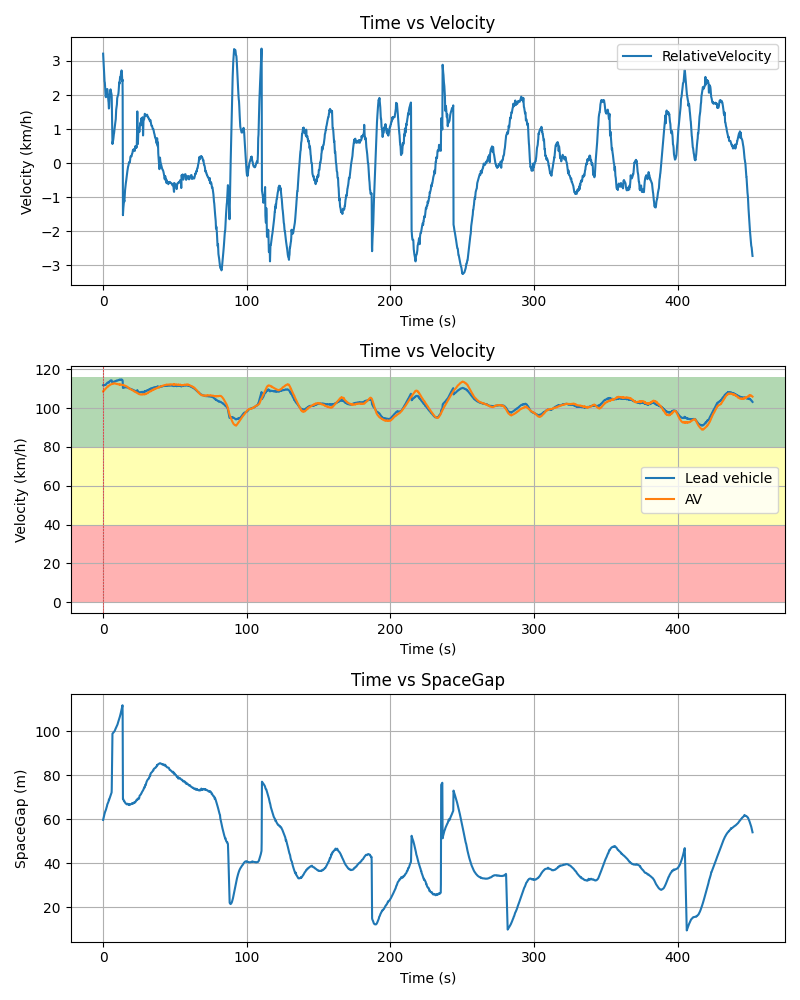 Time vs Velocity
Velocity (km/h)
3
2
1
0
−1
−2
−3
RelativeVelocity
0 100 200 300 400
Time (s)
Time vs Velocity
Velocity (km/h)
120
100
80
60
40
20
0
Lead vehicle
AV
0 100 200 300 400
Time (s)
Time vs SpaceGap
SpaceGap (m)
100
80
60
40
20
0 100 200 300 400
Time (s)